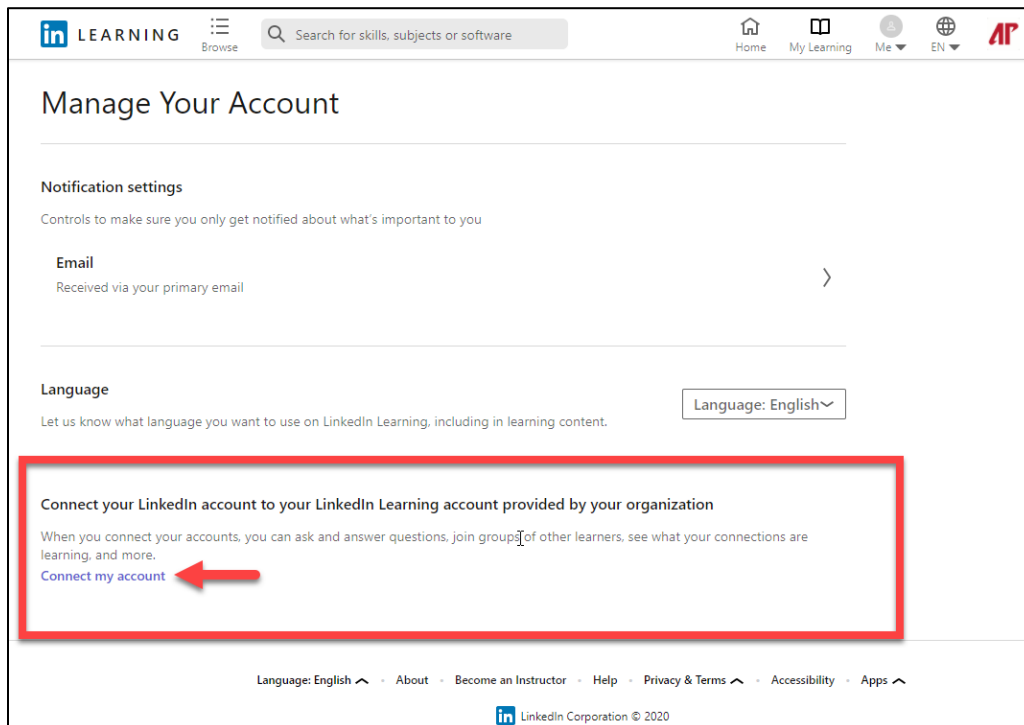 in LEARNING
Browse
Search for skills, subjects or software
Home
My Learning
Me
EN
AP
Manage Your Account
Notification settings
Controls to make sure you only get notified about what's important to you
Email
Received via your primary email
Language
Let us know what language you want to use on LinkedIn Learning, including in learning content.
Language: English
Connect your LinkedIn account to your LinkedIn Learning account provided by your organization
When you connect your accounts, you can ask and answer questions, join groups of other learners, see what your connections are
learning, and more.
Connect my account
Language: English · About · Become an Instructor · Help · Privacy & Terms · Accessibility · Apps
in LinkedIn Corporation © 2020